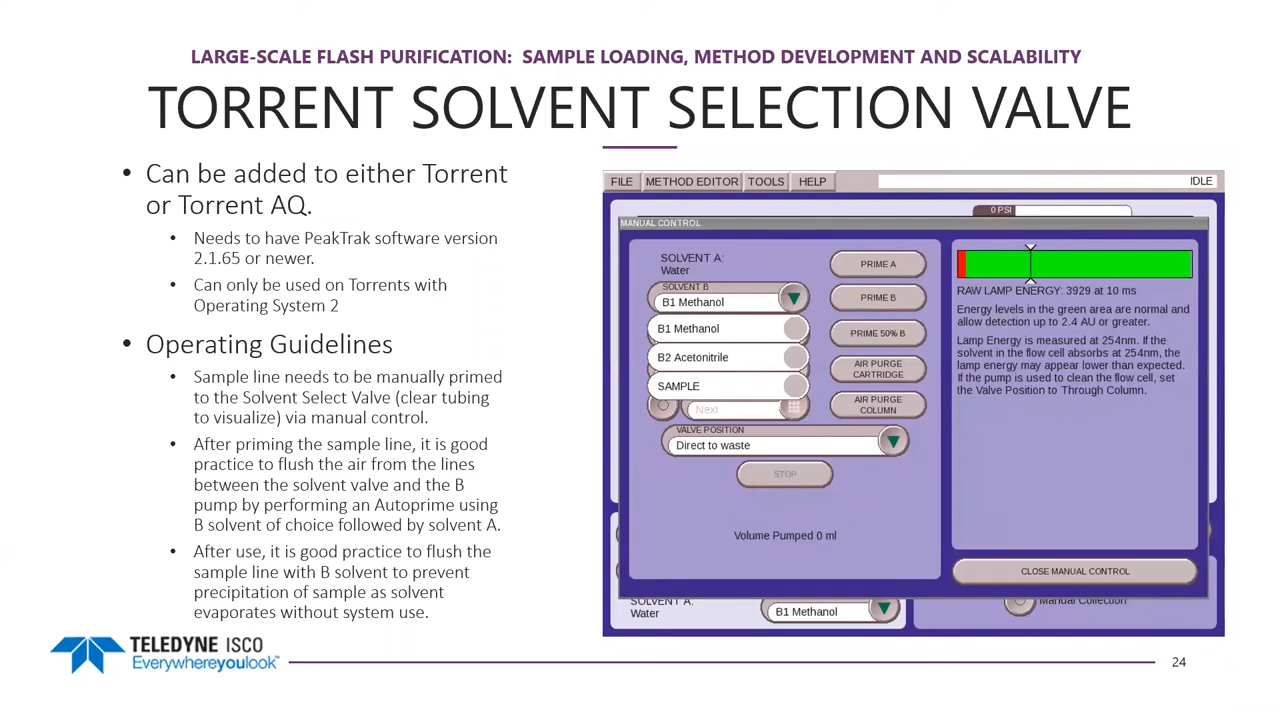 LARGE-SCALE FLASH PURIFICATION: SAMPLE LOADING, METHOD DEVELOPMENT AND SCALABILITY
TORRENT SOLVENT SELECTION VALVE
• Can be added to either Torrent
or Torrent AQ.
• Needs to have PeakTrak software version
2.1.65 or newer.
• Can only be used on Torrents with
Operating System 2
• Operating Guidelines
• Sample line needs to be manually primed
to the Solvent Select Valve (clear tubing
to visualize) via manual control.
• After priming the sample line, it is good
practice to flush the air from the lines
between the solvent valve and the B
pump by performing an Autoprime using
B solvent of choice followed by solvent A.
• After use, it is good practice to flush the
sample line with B solvent to prevent
precipitation of sample as solvent
evaporates without system use.
FILE METHOD EDITOR TOOLS HELP IDLE
0 PSI
MANUAL CONTROL
SOLVENT A:
Water
SOLVENT B
B1 Methanol
B1 Methanol
B2 Acetonitrile
SAMPLE
Next
VALVE POSITION
Direct to waste
STOP
Volume Pumped 0 ml
PRIME A
PRIME B
PRIME 50% B
AIR PURGE
CARTRIDGE
AIR PURGE
COLUMN
RAW LAMP ENERGY: 3929 at 10 ms
Energy levels in the green area are normal and
allow detection up to 2.4 AU or greater.
Lamp Energy is measured at 254nm. If the
solvent in the flow cell absorbs at 254nm, the
lamp energy may appear lower than expected.
If the pump is used to clean the flow cell, set
the Valve Position to Through Column.
CLOSE MANUAL CONTROL
SOLVENT A:
Water
B1 Methanol
Manual Collection
TELEDYNE ISCO
Everywhereyoulook™
24